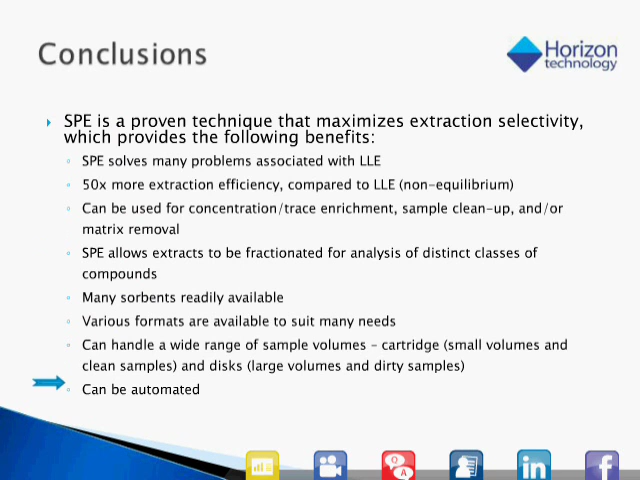 Conclusions
Horizon
technology
SPE is a proven technique that maximizes extraction selectivity,
which provides the following benefits:
SPE solves many problems associated with LLE
50x more extraction efficiency, compared to LLE (non-equilibrium)
Can be used for concentration/trace enrichment, sample clean-up, and/or
matrix removal
SPE allows extracts to be fractionated for analysis of distinct classes of
compounds
Many sorbents readily available
Various formats are available to suit many needs
Can handle a wide range of sample volumes – cartridge (small volumes and
clean samples) and disks (large volumes and dirty samples)
Can be automated
Q
A
in
f